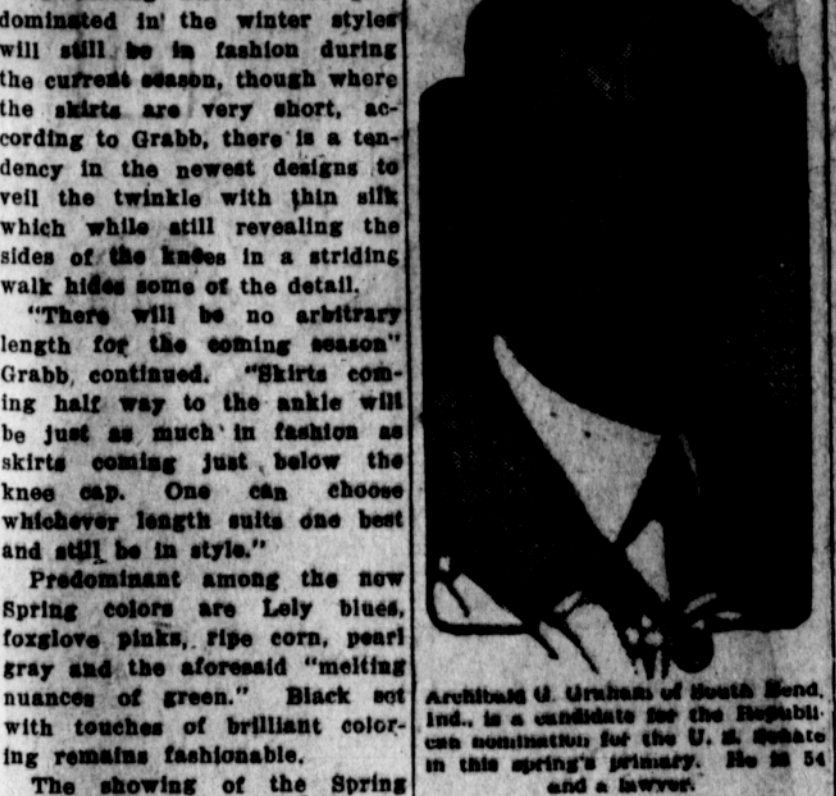 dominated in the winter styles
will still be in fashion during
the current season, though where
the skirts are very short, ac-
cording to Grabb, there is a ten-
dency in the newest designs to
veil the twinkle with thin silk
which while still revealing the
sides of the knees in a striding
walk hides some of the detail.
"There will be no arbitrary
length for the coming season"
Grabb, continued. "Skirts com-
ing half way to the ankle will
be just as much in fashion as
skirts coming just below the
knee cap. One can choose
whichever length suits one best
and still be in style."
Predominant among the new
Spring colors are Lely blues,
foxglove pinks, ripe corn, pearl
gray and the aforesaid "melting
nuances of green." Black set
with touches of brilliant color-
ing remains fashionable.
The showing of the Spring
Archibald G. Graham of South Bend,
Ind., is a candidate for the Republi-
can nomination for the U. S. Senate
in this spring's primary. He is 54
and a lawyer.